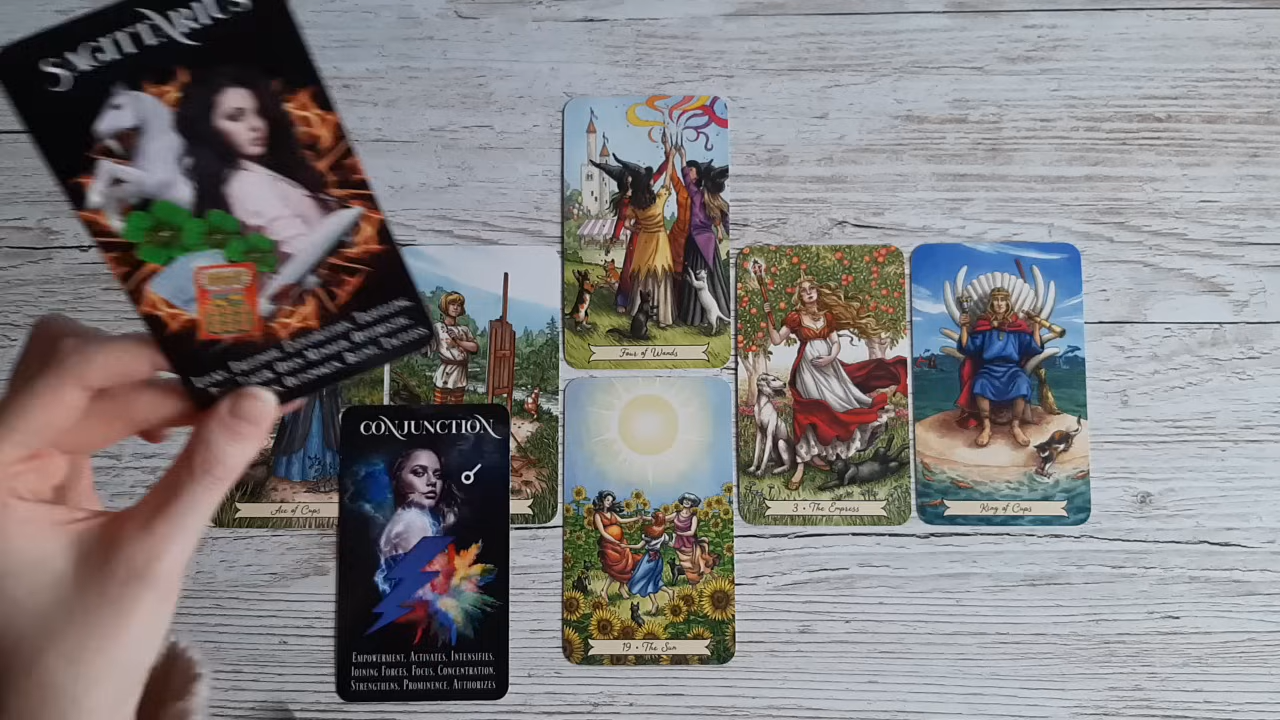 SAGITTARIUS
Four of Wands
Ace of Cups
3 • The Empress
King of Cups
CONJUNCTION
EMPOWERMENT, ACTIVATES, INTENSIFIES,
JOINING FORCES, FOCUS, CONCENTRATION,
STRENGTHENS, PROMINENCE, AUTHORIZES
19 • The Sun